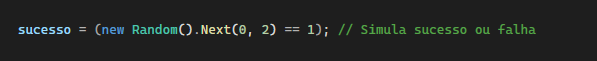 sucesso = (new Random().Next(0, 2) == 1); // Simula sucesso ou falha